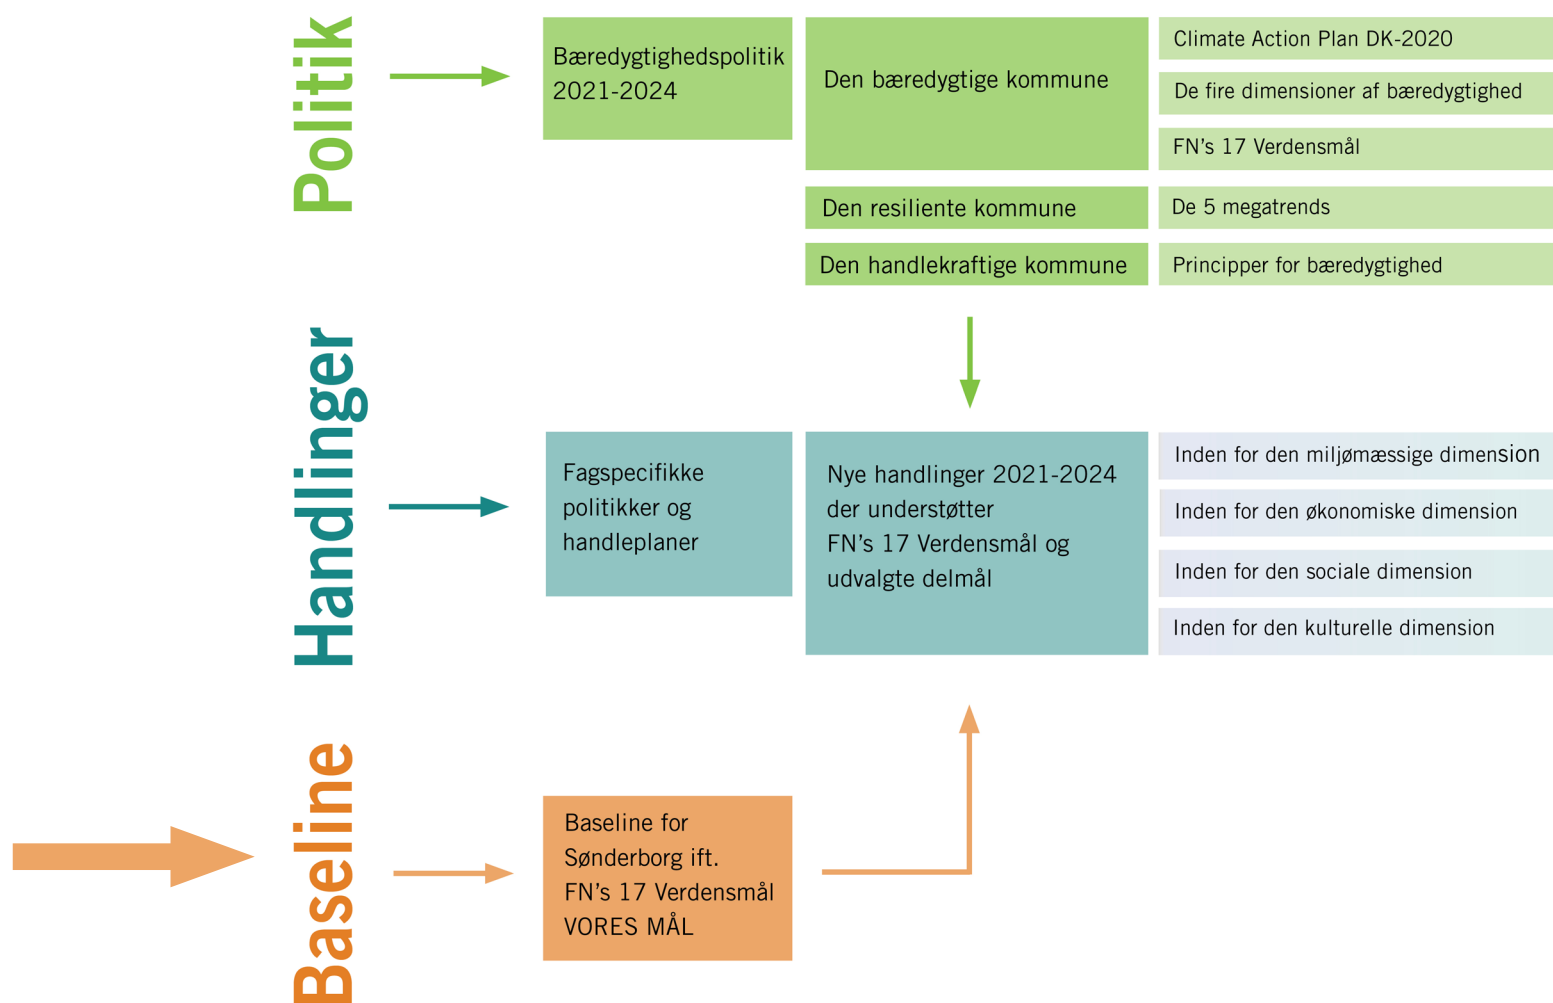 Politik
Bæredygtighedspolitik
2021-2024
Den bæredygtige kommune
Climate Action Plan DK-2020
De fire dimensioner af bæredygtighed
FN's 17 Verdensmål
Den resiliente kommune
De 5 megatrends
Den handlekraftige kommune
Principper for bæredygtighed
Handlinger
Fagspecifikke
politikker og
handleplaner
Nye handlinger 2021-2024
der understøtter
FN's 17 Verdensmål og
udvalgte delmål
Inden for den miljømæssige dimension
Inden for den økonomiske dimension
Inden for den sociale dimension
Inden for den kulturelle dimension
Baseline
Baseline for
Sønderborg ift.
FN's 17 Verdensmål
VORES MÅL